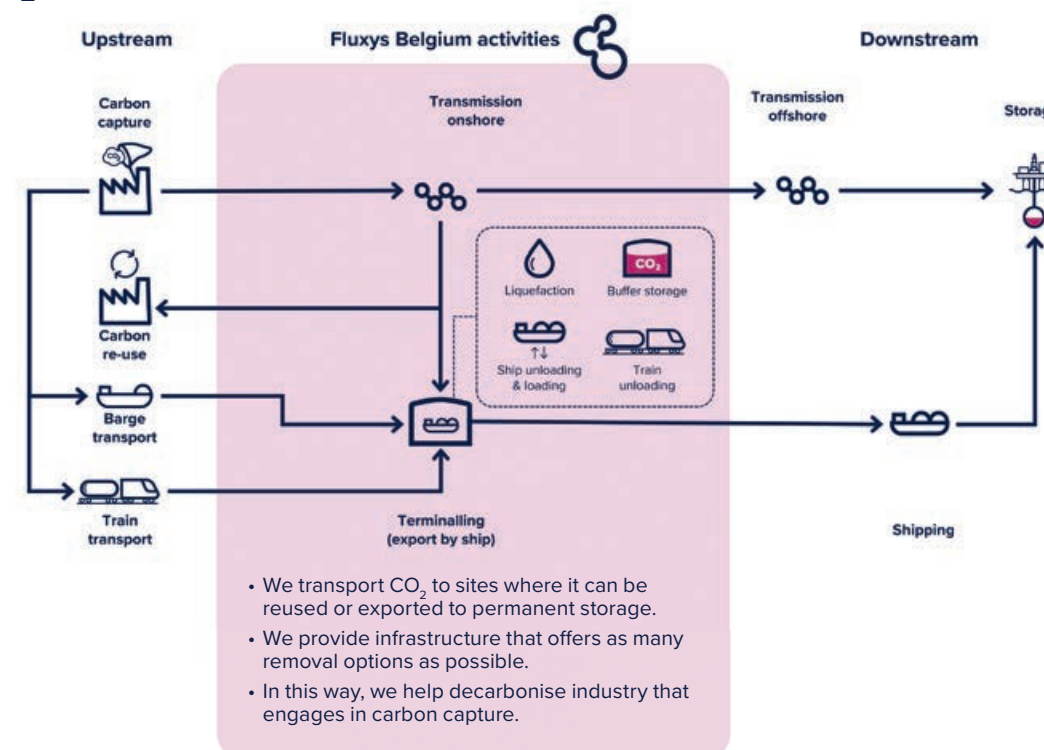 Upstream
Fluxys Belgium activities
Downstream
Carbon
capture
Transmission
onshore
Transmission
offshore
CO₂
Liquefaction
Buffer storage
Carbon
re-use
Ship unloading
& loading
Train
unloading
Barge
transport
Train
transport
Terminalling
(export by ship)
Shipping
• We transport CO₂ to sites where it can be
reused or exported to permanent storage.
• We provide infrastructure that offers as many
removal options as possible.
• In this way, we help decarbonise industry that
engages in carbon capture.